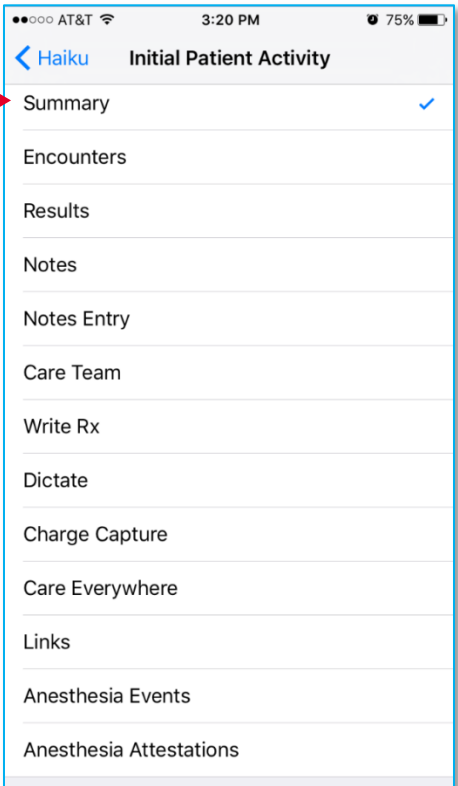 AT&T 3:20 PM 75%
Haiku Initial Patient Activity
Summary
Encounters
Results
Notes
Notes Entry
Care Team
Write Rx
Dictate
Charge Capture
Care Everywhere
Links
Anesthesia Events
Anesthesia Attestations